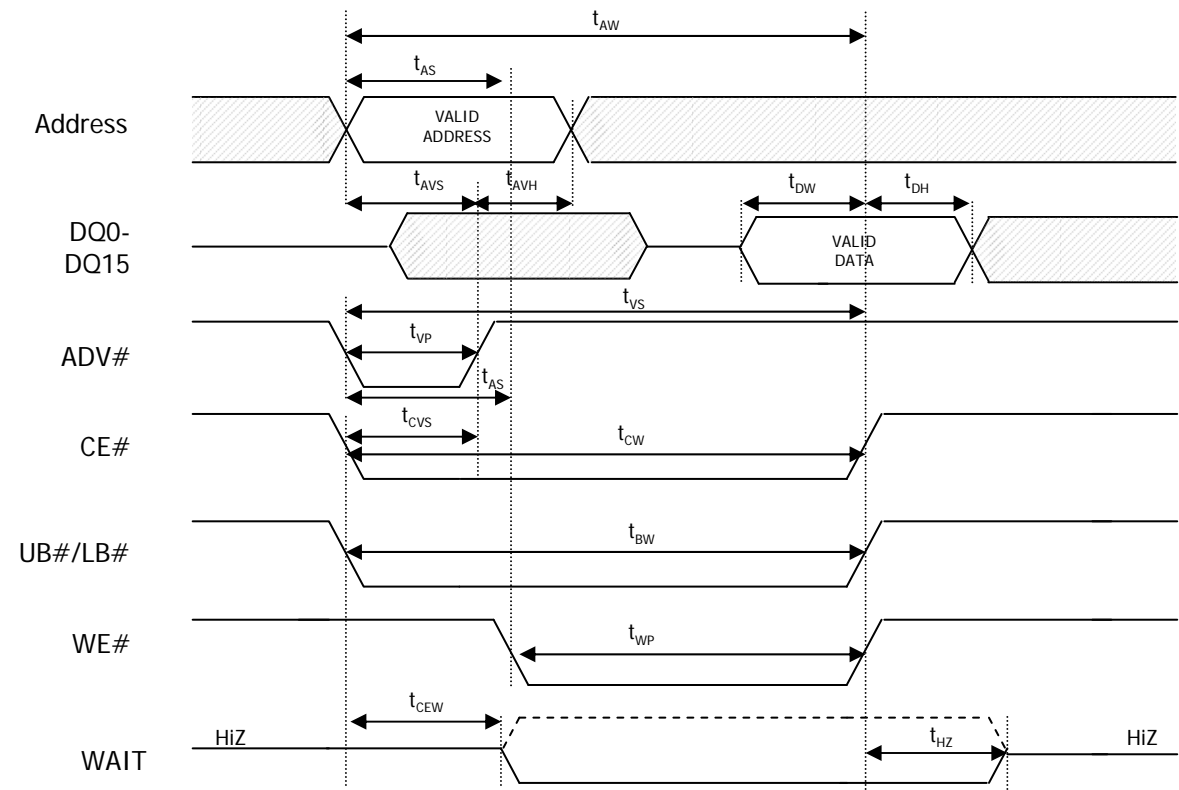 tAW
tAS
Address
VALID
ADDRESS
tAVS
tAVH
tDW
tDH
DQ0-
DQ15
VALID
DATA
tVS
ADV#
tVP
tAS
CE#
tCVS
tCW
UB#/LB#
tBW
WE#
tWP
tCEW
WAIT
HiZ
tHZ
HiZ